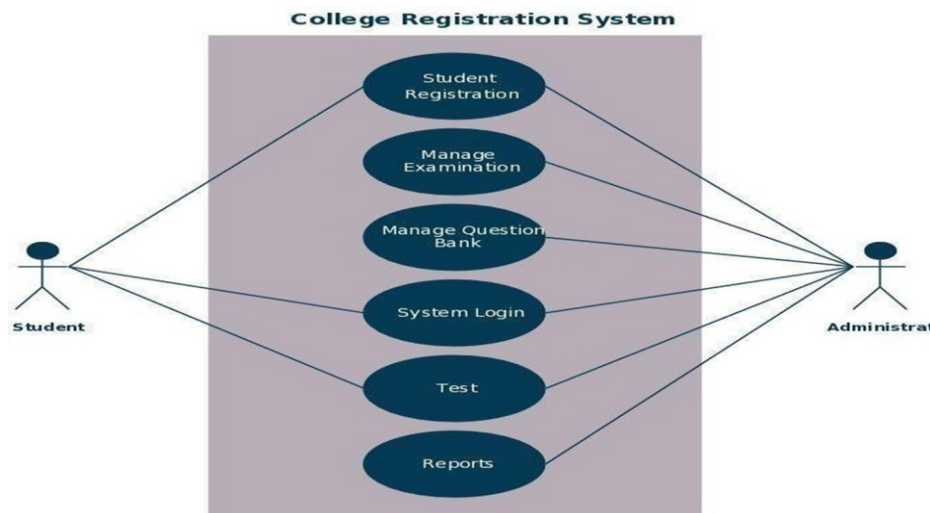 College Registration System
Student
Registration
Manage
Examination
Manage Question
Bank
System Login
Test
Reports
Student
Administrat